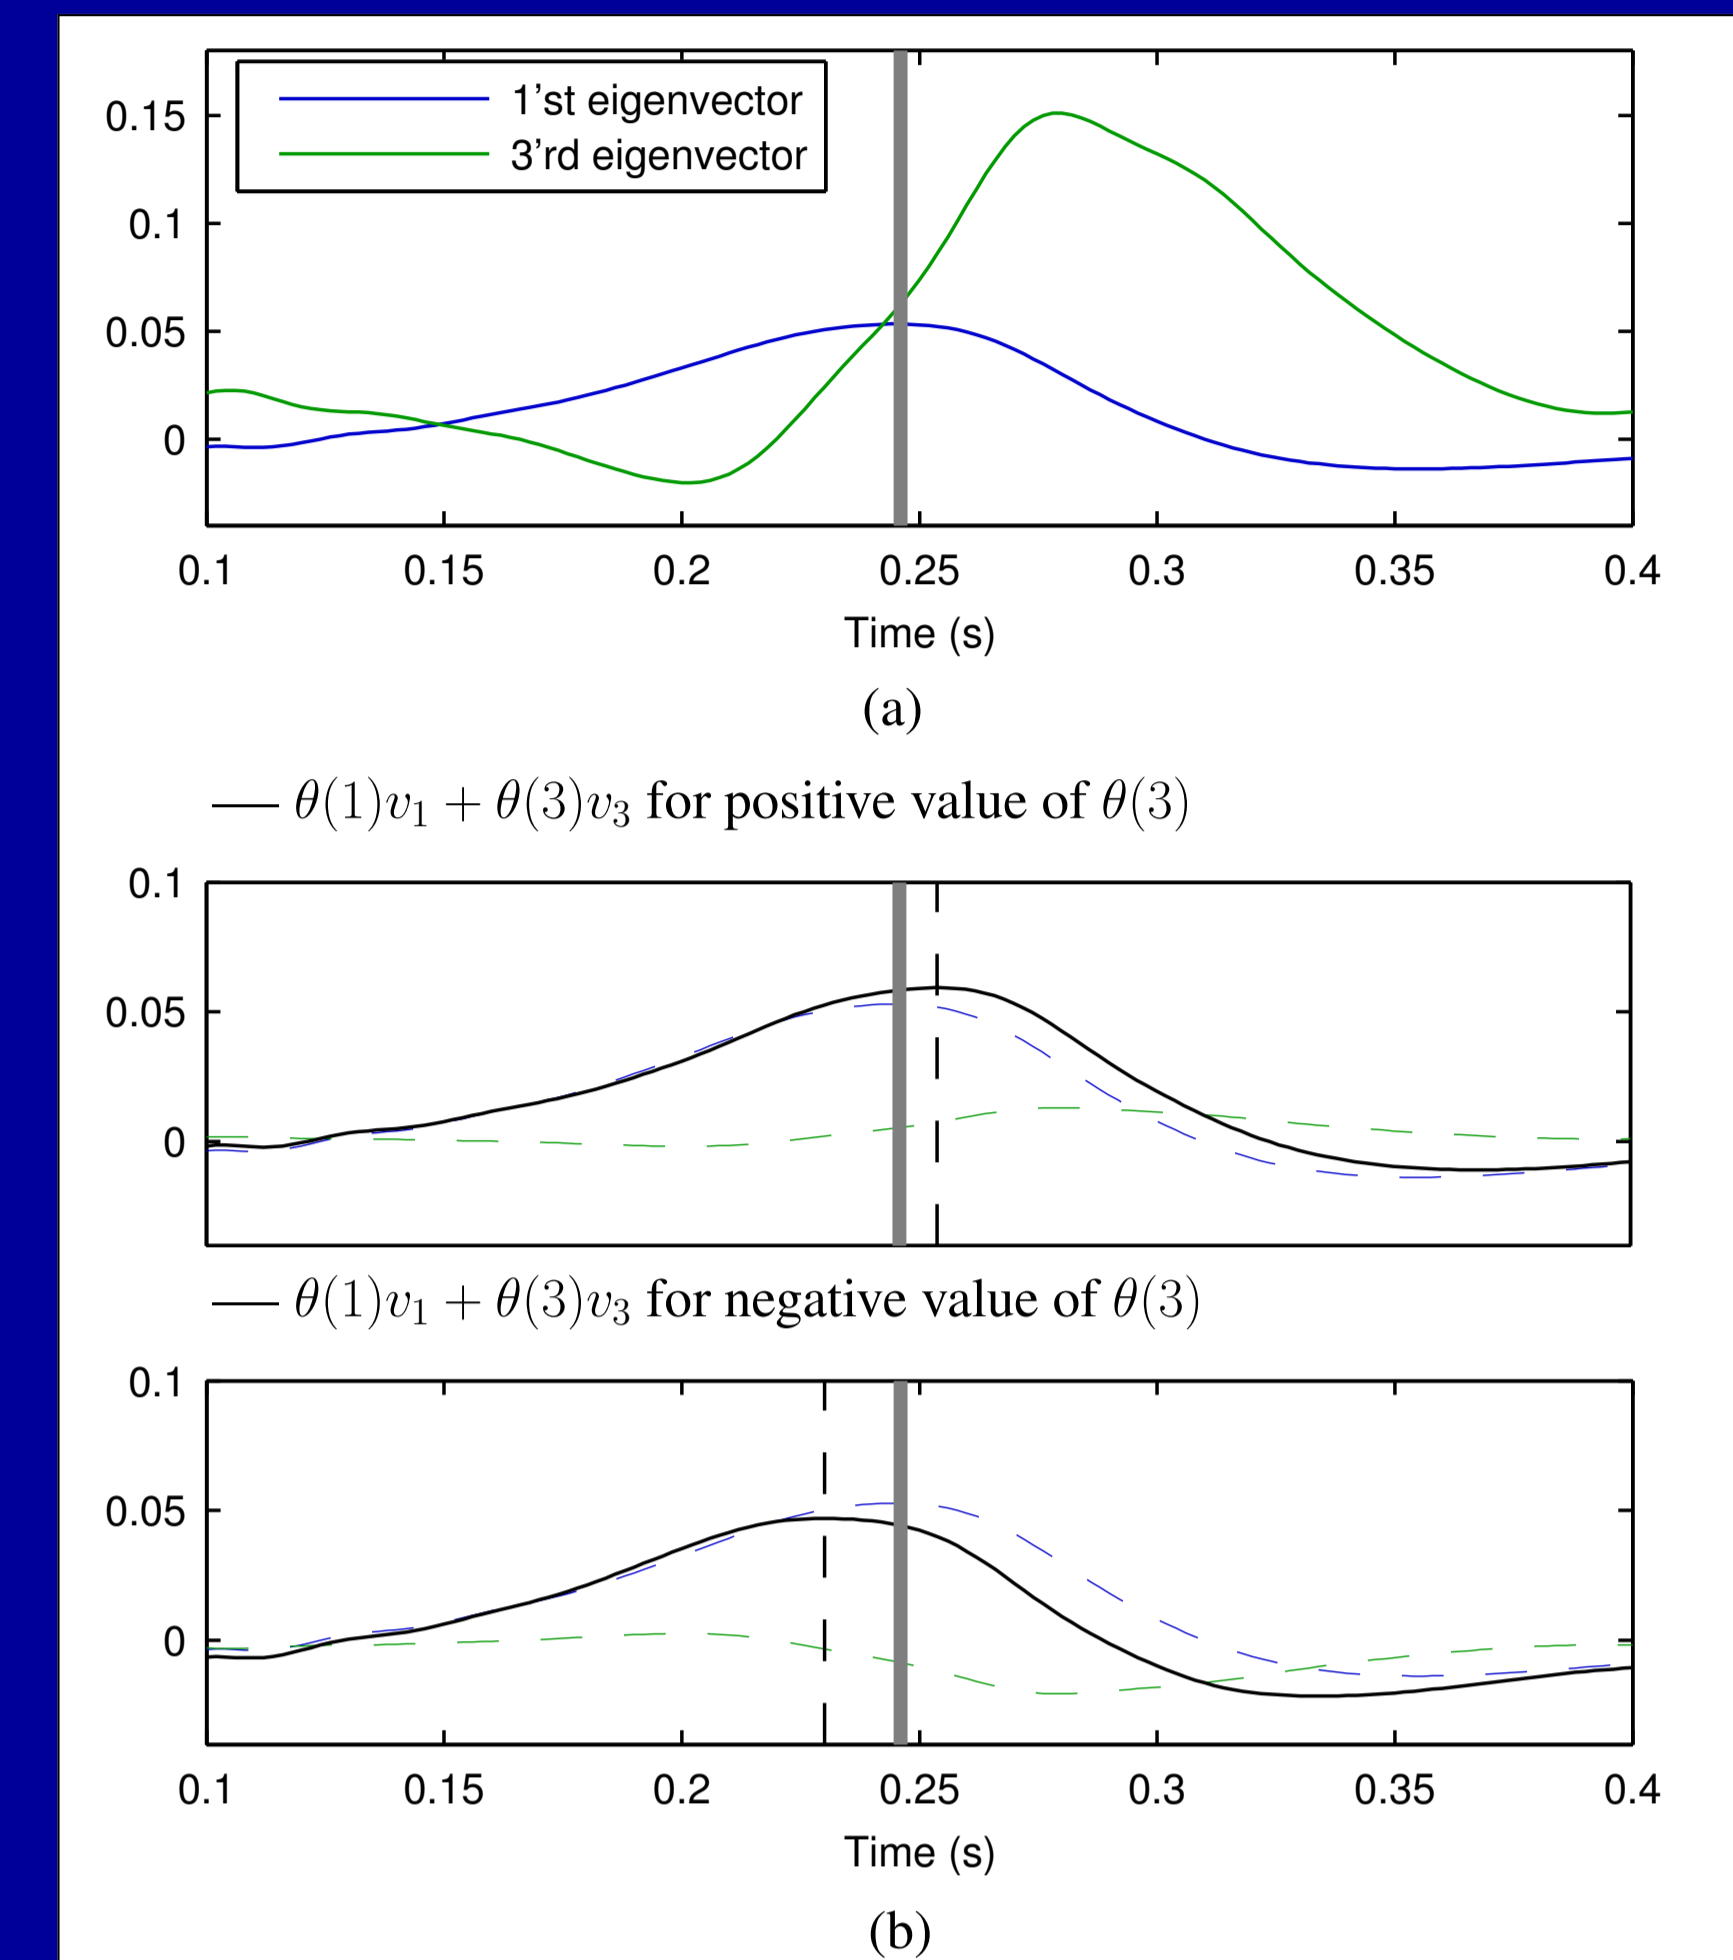 1'st eigenvector
3'rd eigenvector
0.15
0.1
0.05
0
0.1 0.15 0.2 0.25 0.3 0.35 0.4
Time (s)
(a)
θ(1)v₁ + θ(3)v₃ for positive value of θ(3)
0.1
0.05
0
θ(1)v₁ + θ(3)v₃ for negative value of θ(3)
0.1
0.05
0
0.1 0.15 0.2 0.25 0.3 0.35 0.4
Time (s)
(b)